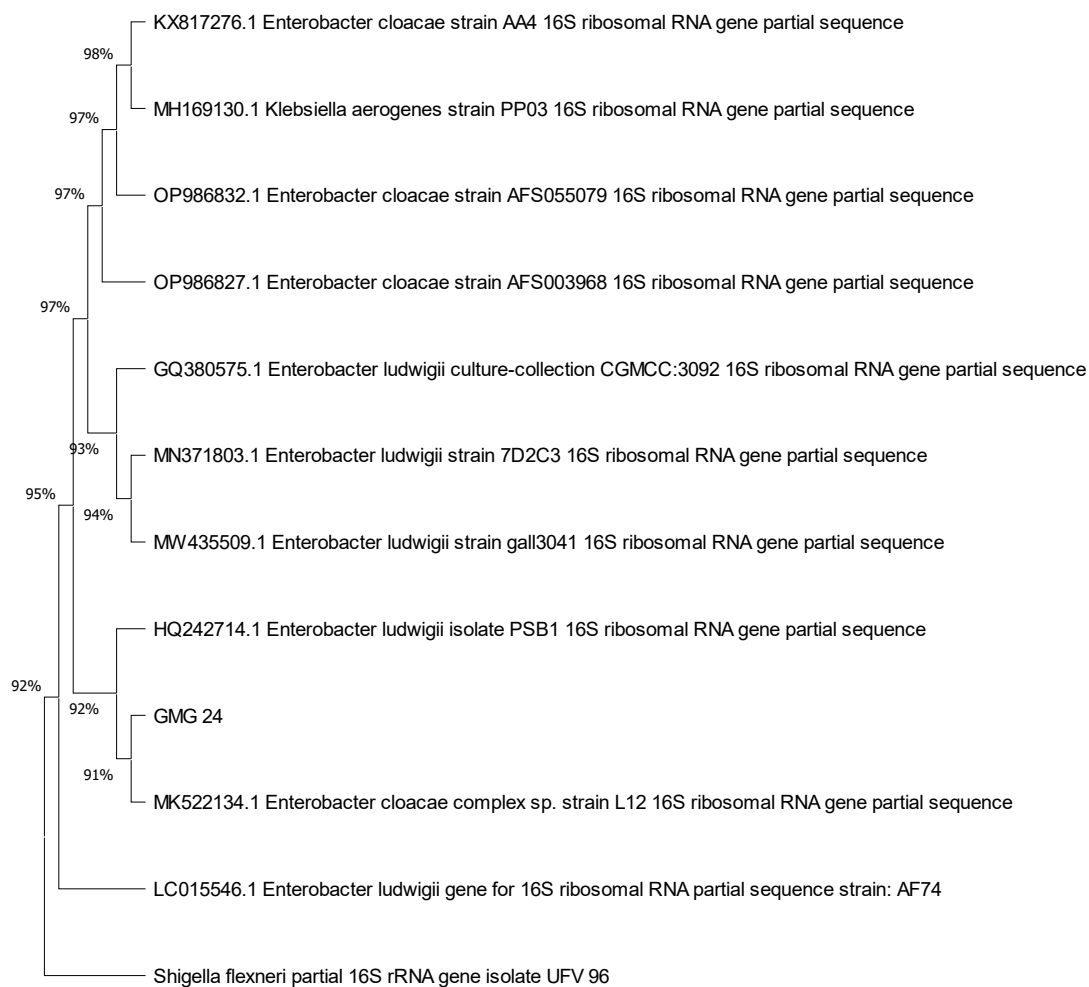 KX817276.1 Enterobacter cloacae strain AA4 16S ribosomal RNA gene partial sequence
98%
MH169130.1 Klebsiella aerogenes strain PP03 16S ribosomal RNA gene partial sequence
97%
OP986832.1 Enterobacter cloacae strain AFS055079 16S ribosomal RNA gene partial sequence
97%
OP986827.1 Enterobacter cloacae strain AFS003968 16S ribosomal RNA gene partial sequence
97%
GQ380575.1 Enterobacter ludwigii culture-collection CGMCC:3092 16S ribosomal RNA gene partial sequence
93%
MN371803.1 Enterobacter ludwigii strain 7D2C3 16S ribosomal RNA gene partial sequence
95%
94%
MW435509.1 Enterobacter ludwigii strain gall3041 16S ribosomal RNA gene partial sequence
HQ242714.1 Enterobacter ludwigii isolate PSB1 16S ribosomal RNA gene partial sequence
92%
92%
GMG 24
91%
MK522134.1 Enterobacter cloacae complex sp. strain L12 16S ribosomal RNA gene partial sequence
LC015546.1 Enterobacter ludwigii gene for 16S ribosomal RNA partial sequence strain: AF74
Shigella flexneri partial 16S rRNA gene isolate UFV 96